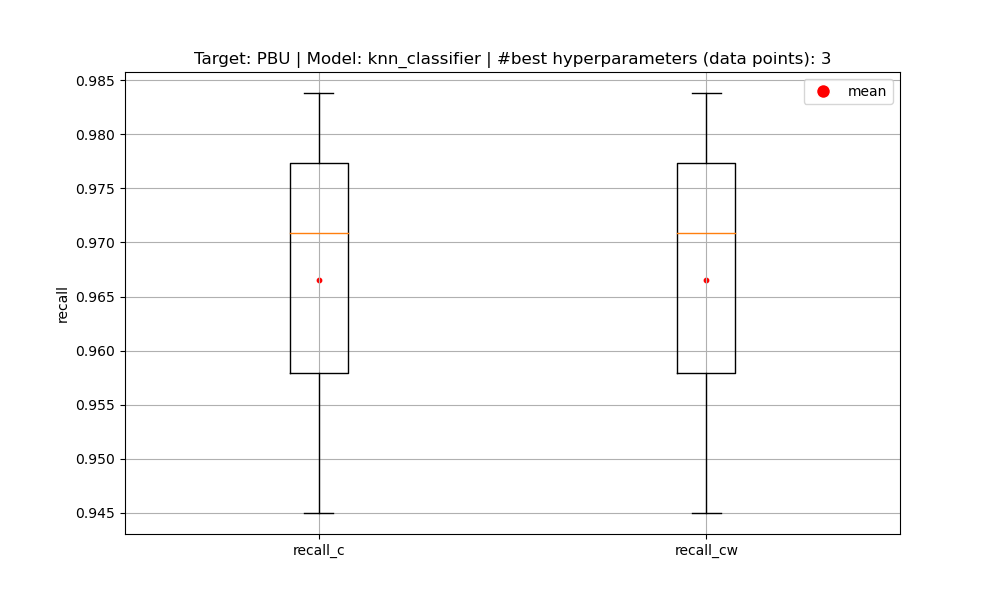 Target: PBU | Model: knn_classifier | #best hyperparameters (data points): 3
mean
recall
0.985
0.980
0.975
0.970
0.965
0.960
0.955
0.950
0.945
recall_c
recall_cw